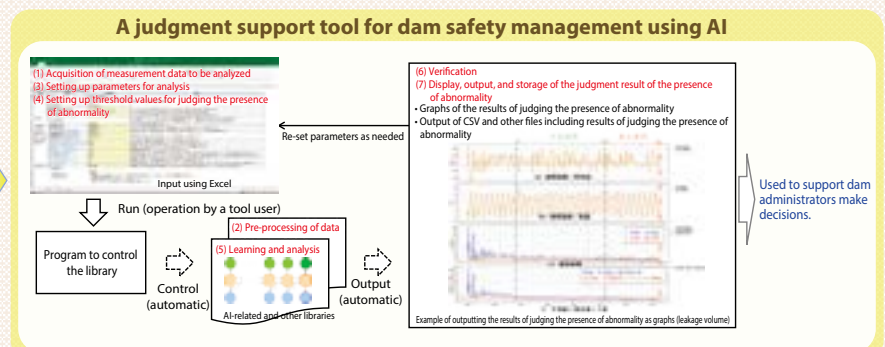 A judgment support tool for dam safety management using AI
(1) Acquisition of measurement data to be analyzed
(3) Setting up parameters for analysis
(4) Setting up threshold values for judging the presence
of abnormality
Input using Excel
Run (operation by a tool user)
Program to control
the library
Control
(automatic)
(2) Pre-processing of data
(5) Learning and analysis
AI-related and other libraries
Output
(automatic)
Re-set parameters as needed
(6) Verification
(7) Display, output, and storage of the judgment result of the presence
of abnormality
• Graphs of the results of judging the presence of abnormality
• Output of CSV and other files including results of judging the presence of
abnormality
Example of outputting the results of judging the presence of abnormality as graphs (leakage volume)
Used to support dam
administrators make
decisions.